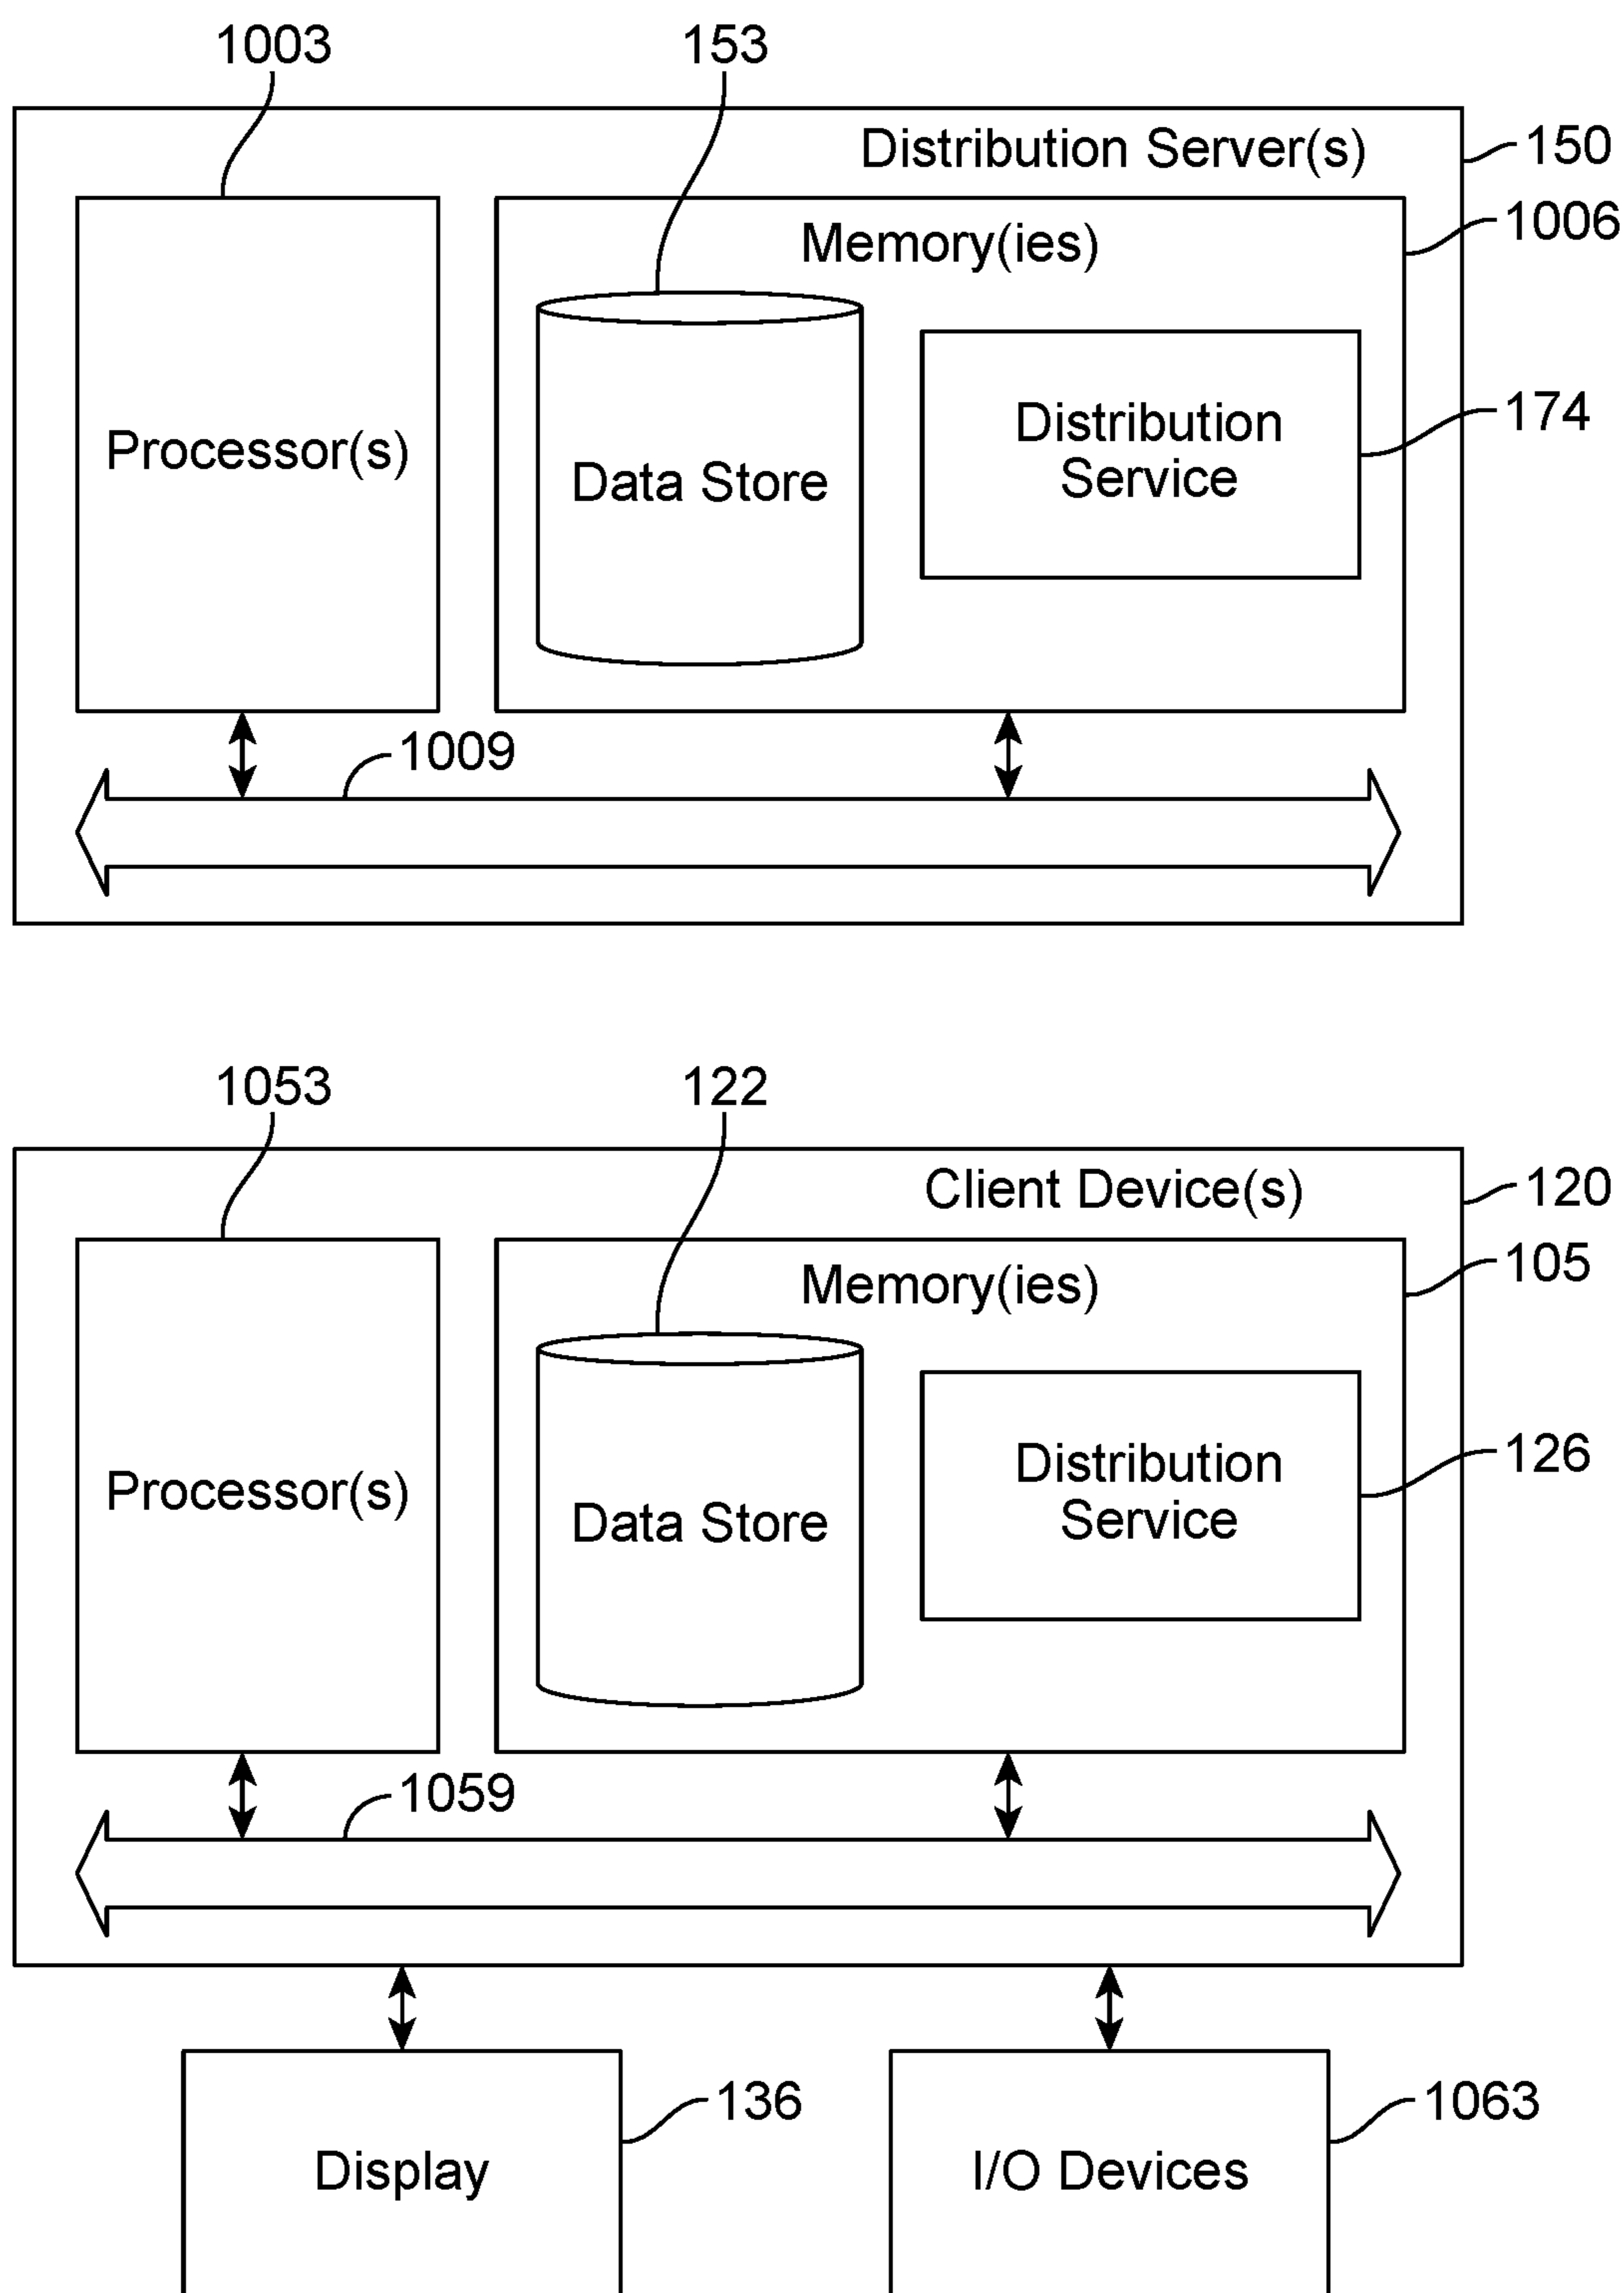 1003
153
Distribution Server(s)
150
Memory(ies)
1006
Processor(s)
Data Store
Distribution
Service
174
1009
1053
122
Client Device(s)
120
Memory(ies)
105
Processor(s)
Data Store
Distribution
Service
126
1059
136
1063
Display
I/O Devices